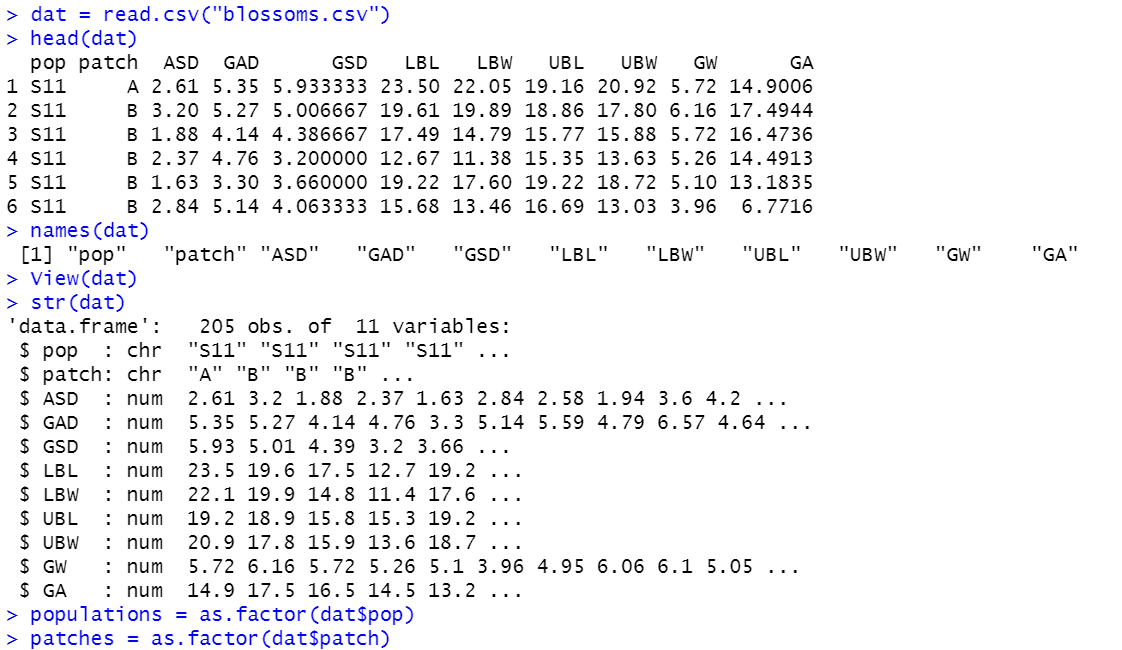 > dat = read.csv("blossoms.csv")
> head(dat)
  pop patch  ASD  GAD      GSD   LBL   LBW   UBL   UBW   GW      GA
1 S11     A 2.61 5.35 5.933333 23.50 22.05 19.16 20.92 5.72 14.9006
2 S11     B 3.20 5.27 5.006667 19.61 19.89 18.86 17.80 6.16 17.4944
3 S11     B 1.88 4.14 4.386667 17.49 14.79 15.77 15.88 5.72 16.4736
4 S11     B 2.37 4.76 3.200000 12.67 11.38 15.35 13.63 5.26 14.4913
5 S11     B 1.63 3.30 3.660000 19.22 17.60 19.22 18.72 5.10 13.1835
6 S11     B 2.84 5.14 4.063333 15.68 13.46 16.69 13.03 3.96  6.7716
> names(dat)
 [1] "pop"   "patch" "ASD"   "GAD"   "GSD"   "LBL"   "LBW"   "UBL"   "UBW"   "GW"    "GA"
> View(dat)
> str(dat)
'data.frame':   205 obs. of  11 variables:
 $ pop  : chr  "S11" "S11" "S11" "S11" ...
 $ patch: chr  "A" "B" "B" "B" ...
 $ ASD  : num  2.61 3.2 1.88 2.37 1.63 2.84 2.58 1.94 3.6 4.2 ...
 $ GAD  : num  5.35 5.27 4.14 4.76 3.3 5.14 5.59 4.79 6.57 4.64 ...
 $ GSD  : num  5.93 5.01 4.39 3.2 3.66 ...
 $ LBL  : num  23.5 19.6 17.5 12.7 19.2 ...
 $ LBW  : num  22.1 19.9 14.8 11.4 17.6 ...
 $ UBL  : num  19.2 18.9 15.8 15.3 19.2 ...
 $ UBW  : num  20.9 17.8 15.9 13.6 18.7 ...
 $ GW   : num  5.72 6.16 5.72 5.26 5.1 3.96 4.95 6.06 6.1 5.05 ...
 $ GA   : num  14.9 17.5 16.5 14.5 13.2 ...
> populations = as.factor(dat$pop)
> patches = as.factor(dat$patch)